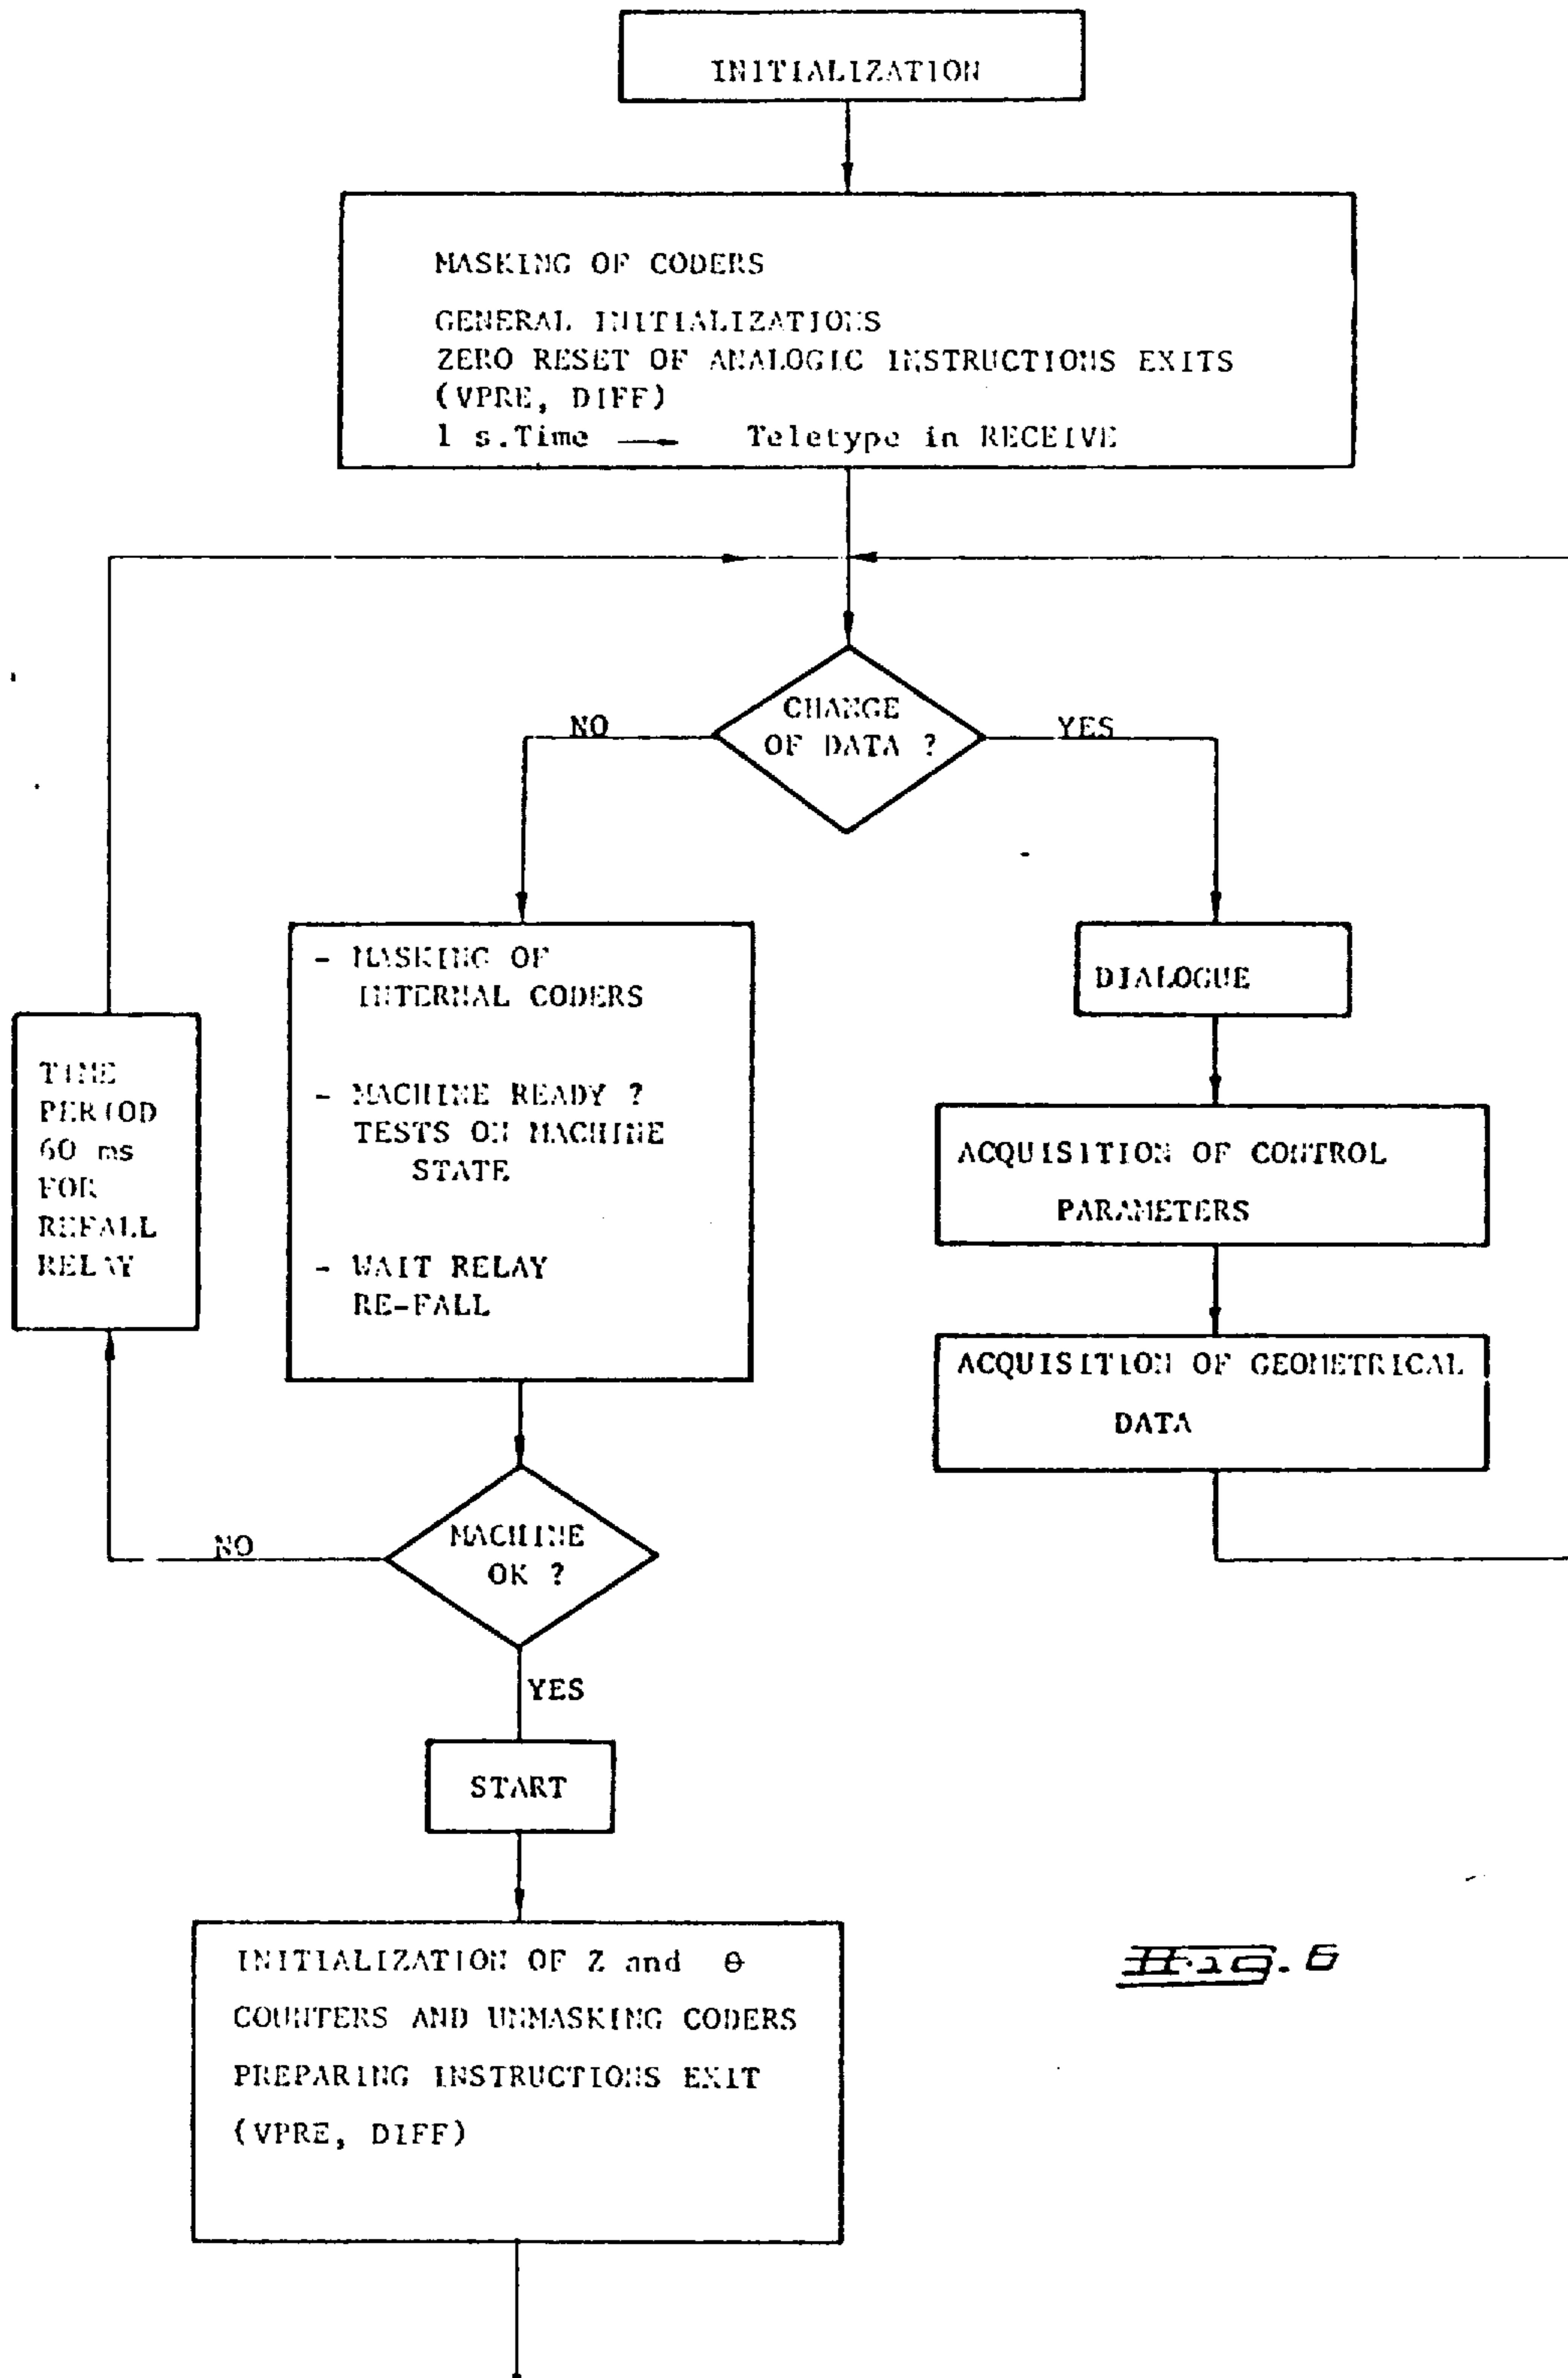 INITIALIZATION
MASKING OF CODERS
GENERAL INITIALIZATIONS
ZERO RESET OF ANALOGIC INSTRUCTIONS EXITS
(VPRE, DIFF)
1 s.Time → Teletype in RECEIVE
CHANGE
OF DATA ?
NO
YES
- MASKING OF
INTERNAL CODERS
- MACHINE READY ?
TESTS ON MACHINE
STATE
- WAIT RELAY
RE-FALL
DIALOGUE
ACQUISITION OF CONTROL
PARAMETERS
ACQUISITION OF GEOMETRICAL
DATA
TIME
PERIOD
60 ms
FOR
REFALL
RELAY
MACHINE
OK ?
NO
YES
START
INITIALIZATION OF Z and θ
COUNTERS AND UNMASKING CODERS
PREPARING INSTRUCTIONS EXIT
(VPRE, DIFF)
Fig. 6